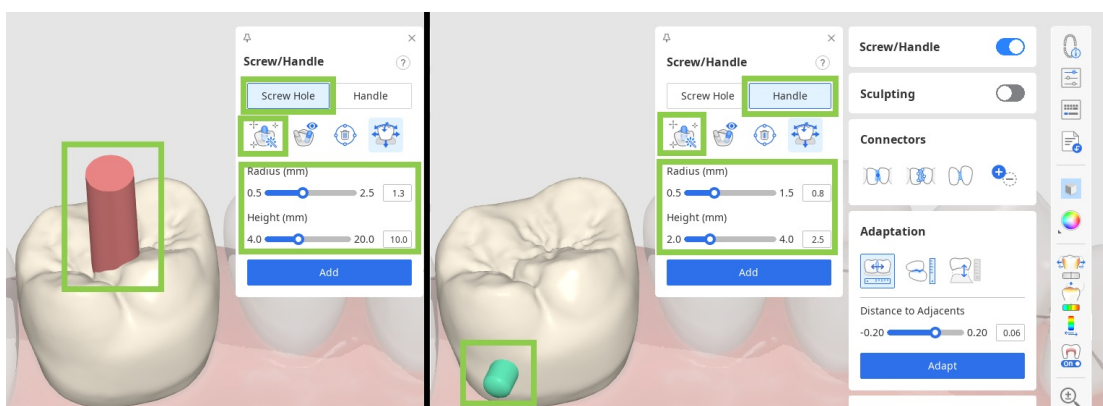 Screw/Handle
?
Screw Hole Handle
Radius (mm)
0.5 2.5 1.3
Height (mm)
4.0 20.0 10.0
Add
Screw/Handle
?
Screw Hole Handle
Radius (mm)
0.5 1.5 0.8
Height (mm)
2.0 4.0 2.5
Add
Screw/Handle
Sculpting
Connectors
Adaptation
Distance to Adjacents
-0.20 0.20 0.06
Adapt
ON